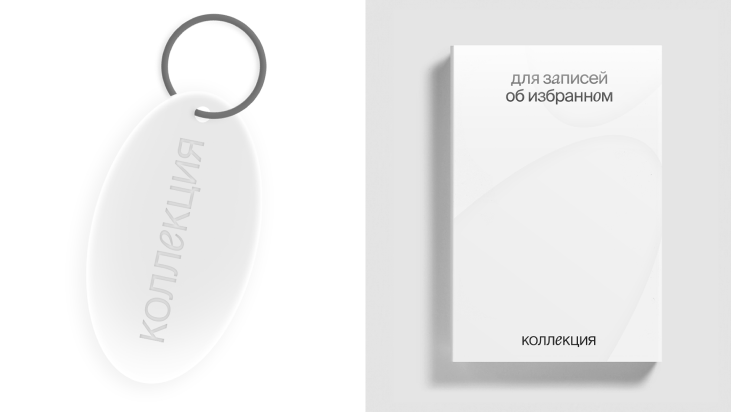 КОЛЛЕКЦИЯ
для записей
об избранном
КОЛЛЕКЦИЯ